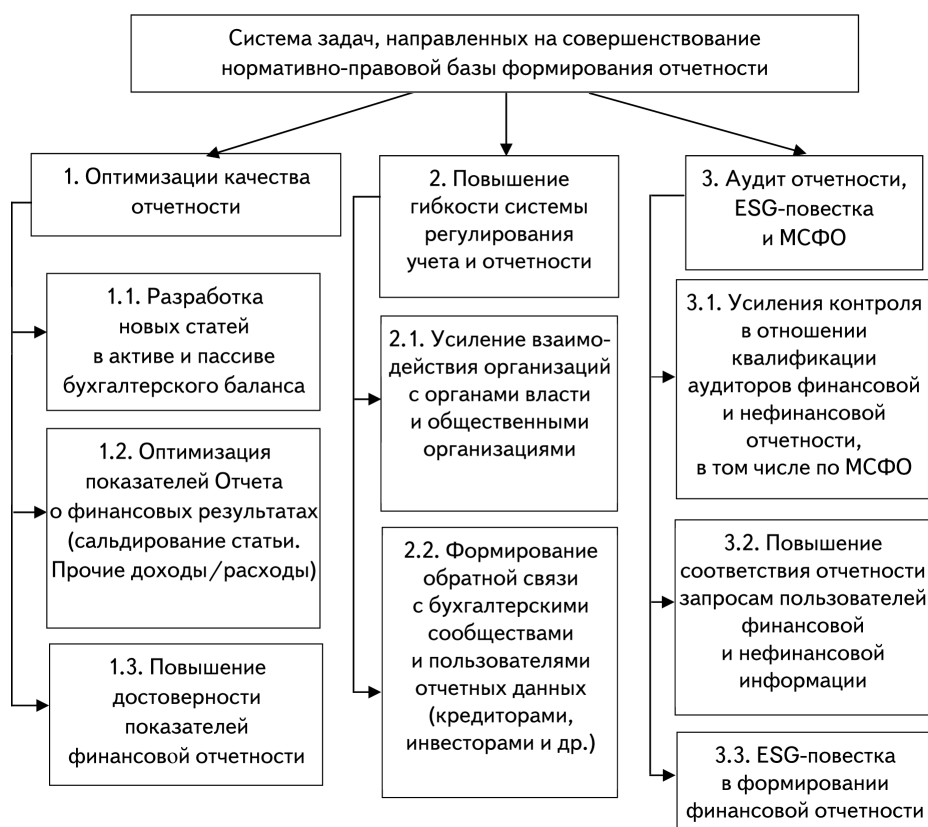 Система задач, направленных на совершенствование
нормативно-правовой базы формирования отчетности
1. Оптимизации качества
отчетности
1.1. Разработка
новых статей
в активе и пассиве
бухгалтерского баланса
1.2. Оптимизация
показателей Отчета
о финансовых результатах
(сальдирование статьи.
Прочие доходы/расходы)
1.3. Повышение
достоверности
показателей
финансовой отчетности
2. Повышение
гибкости системы
регулирования
учета и отчетности
2.1. Усиление взаимо-
действия организаций
с органами власти
и общественными
организациями
2.2. Формирование
обратной связи
с бухгалтерскими
сообществами
и пользователями
отчетных данных
(кредиторами,
инвесторами и др.)
3. Аудит отчетности,
ESG-повестка
и МСФО
3.1. Усиления контроля
в отношении
квалификации
аудиторов финансовой
и нефинансовой
отчетности,
в том числе по МСФО
3.2. Повышение
соответствия отчетности
запросам пользователей
финансовой
и нефинансовой
информации
3.3. ESG-повестка
в формировании
финансовой отчетности